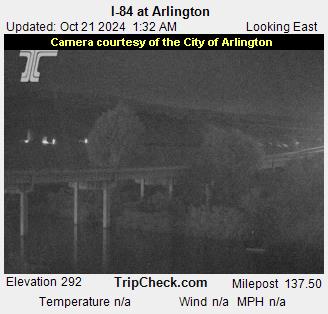 I-84 at Arlington
Updated: Oct 21 2024 1:32 AM Looking East
Camera courtesy of the City of Arlington
Elevation 292 TripCheck.com Milepost 137.50
Temperature n/a Wind n/a MPH n/a